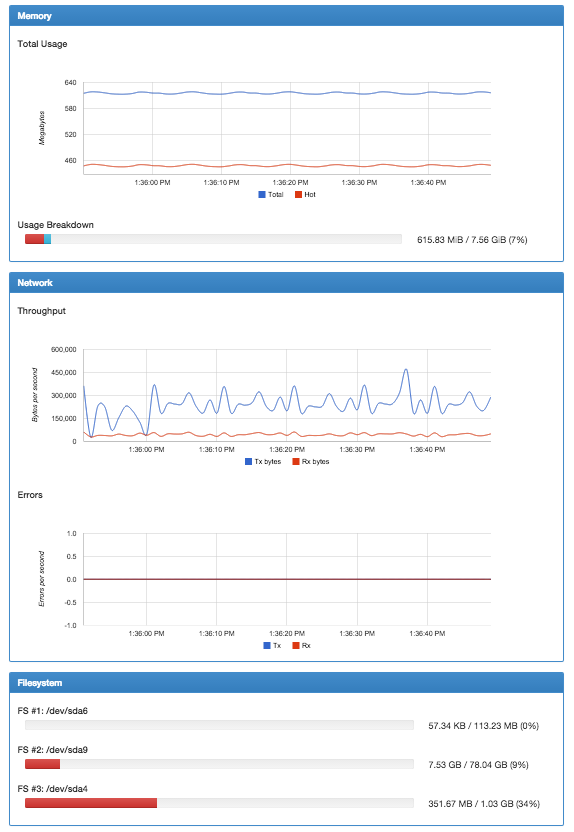 Memory
Total Usage
640
580
520
460
Megabytes
1:36:00 PM 1:36:10 PM 1:36:20 PM 1:36:30 PM 1:36:40 PM
Total Hot
Usage Breakdown
615.83 MiB / 7.56 GiB (7%)
Network
Throughput
600,000
450,000
300,000
150,000
0
Bytes per second
1:36:00 PM 1:36:10 PM 1:36:20 PM 1:36:30 PM 1:36:40 PM
Tx bytes Rx bytes
Errors
1.0
0.5
0.0
-0.5
-1.0
Errors per second
1:36:00 PM 1:36:10 PM 1:36:20 PM 1:36:30 PM 1:36:40 PM
Tx Rx
Filesystem
FS #1: /dev/sda6
57.34 KB / 113.23 MB (0%)
FS #2: /dev/sda9
7.53 GB / 78.04 GB (9%)
FS #3: /dev/sda4
351.67 MB / 1.03 GB (34%)